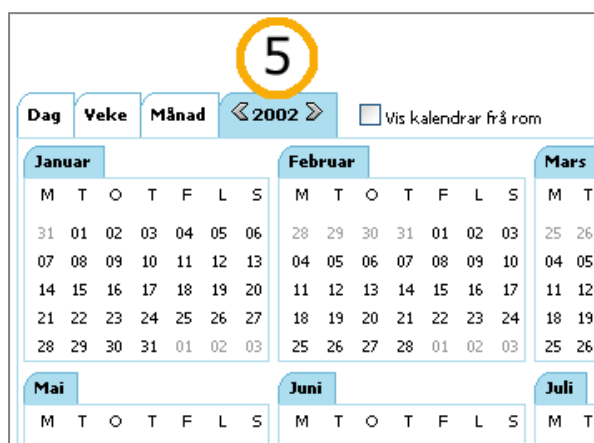 5
Dag Veke Månad 2002 Vis kalendrar frå rom
Januar Februar Mars
M T O T F L S M T O T F L S M T
31 01 02 03 04 05 06 28 29 30 31 01 02 03 25 26
07 08 09 10 11 12 13 04 05 06 07 08 09 10 04 05
14 15 16 17 18 19 20 11 12 13 14 15 16 17 11 12
21 22 23 24 25 26 27 18 19 20 21 22 23 24 18 19
28 29 30 31 01 02 03 25 26 27 28 01 02 03 25 26
Mai Juni Juli
M T O T F L S M T O T F L S M T